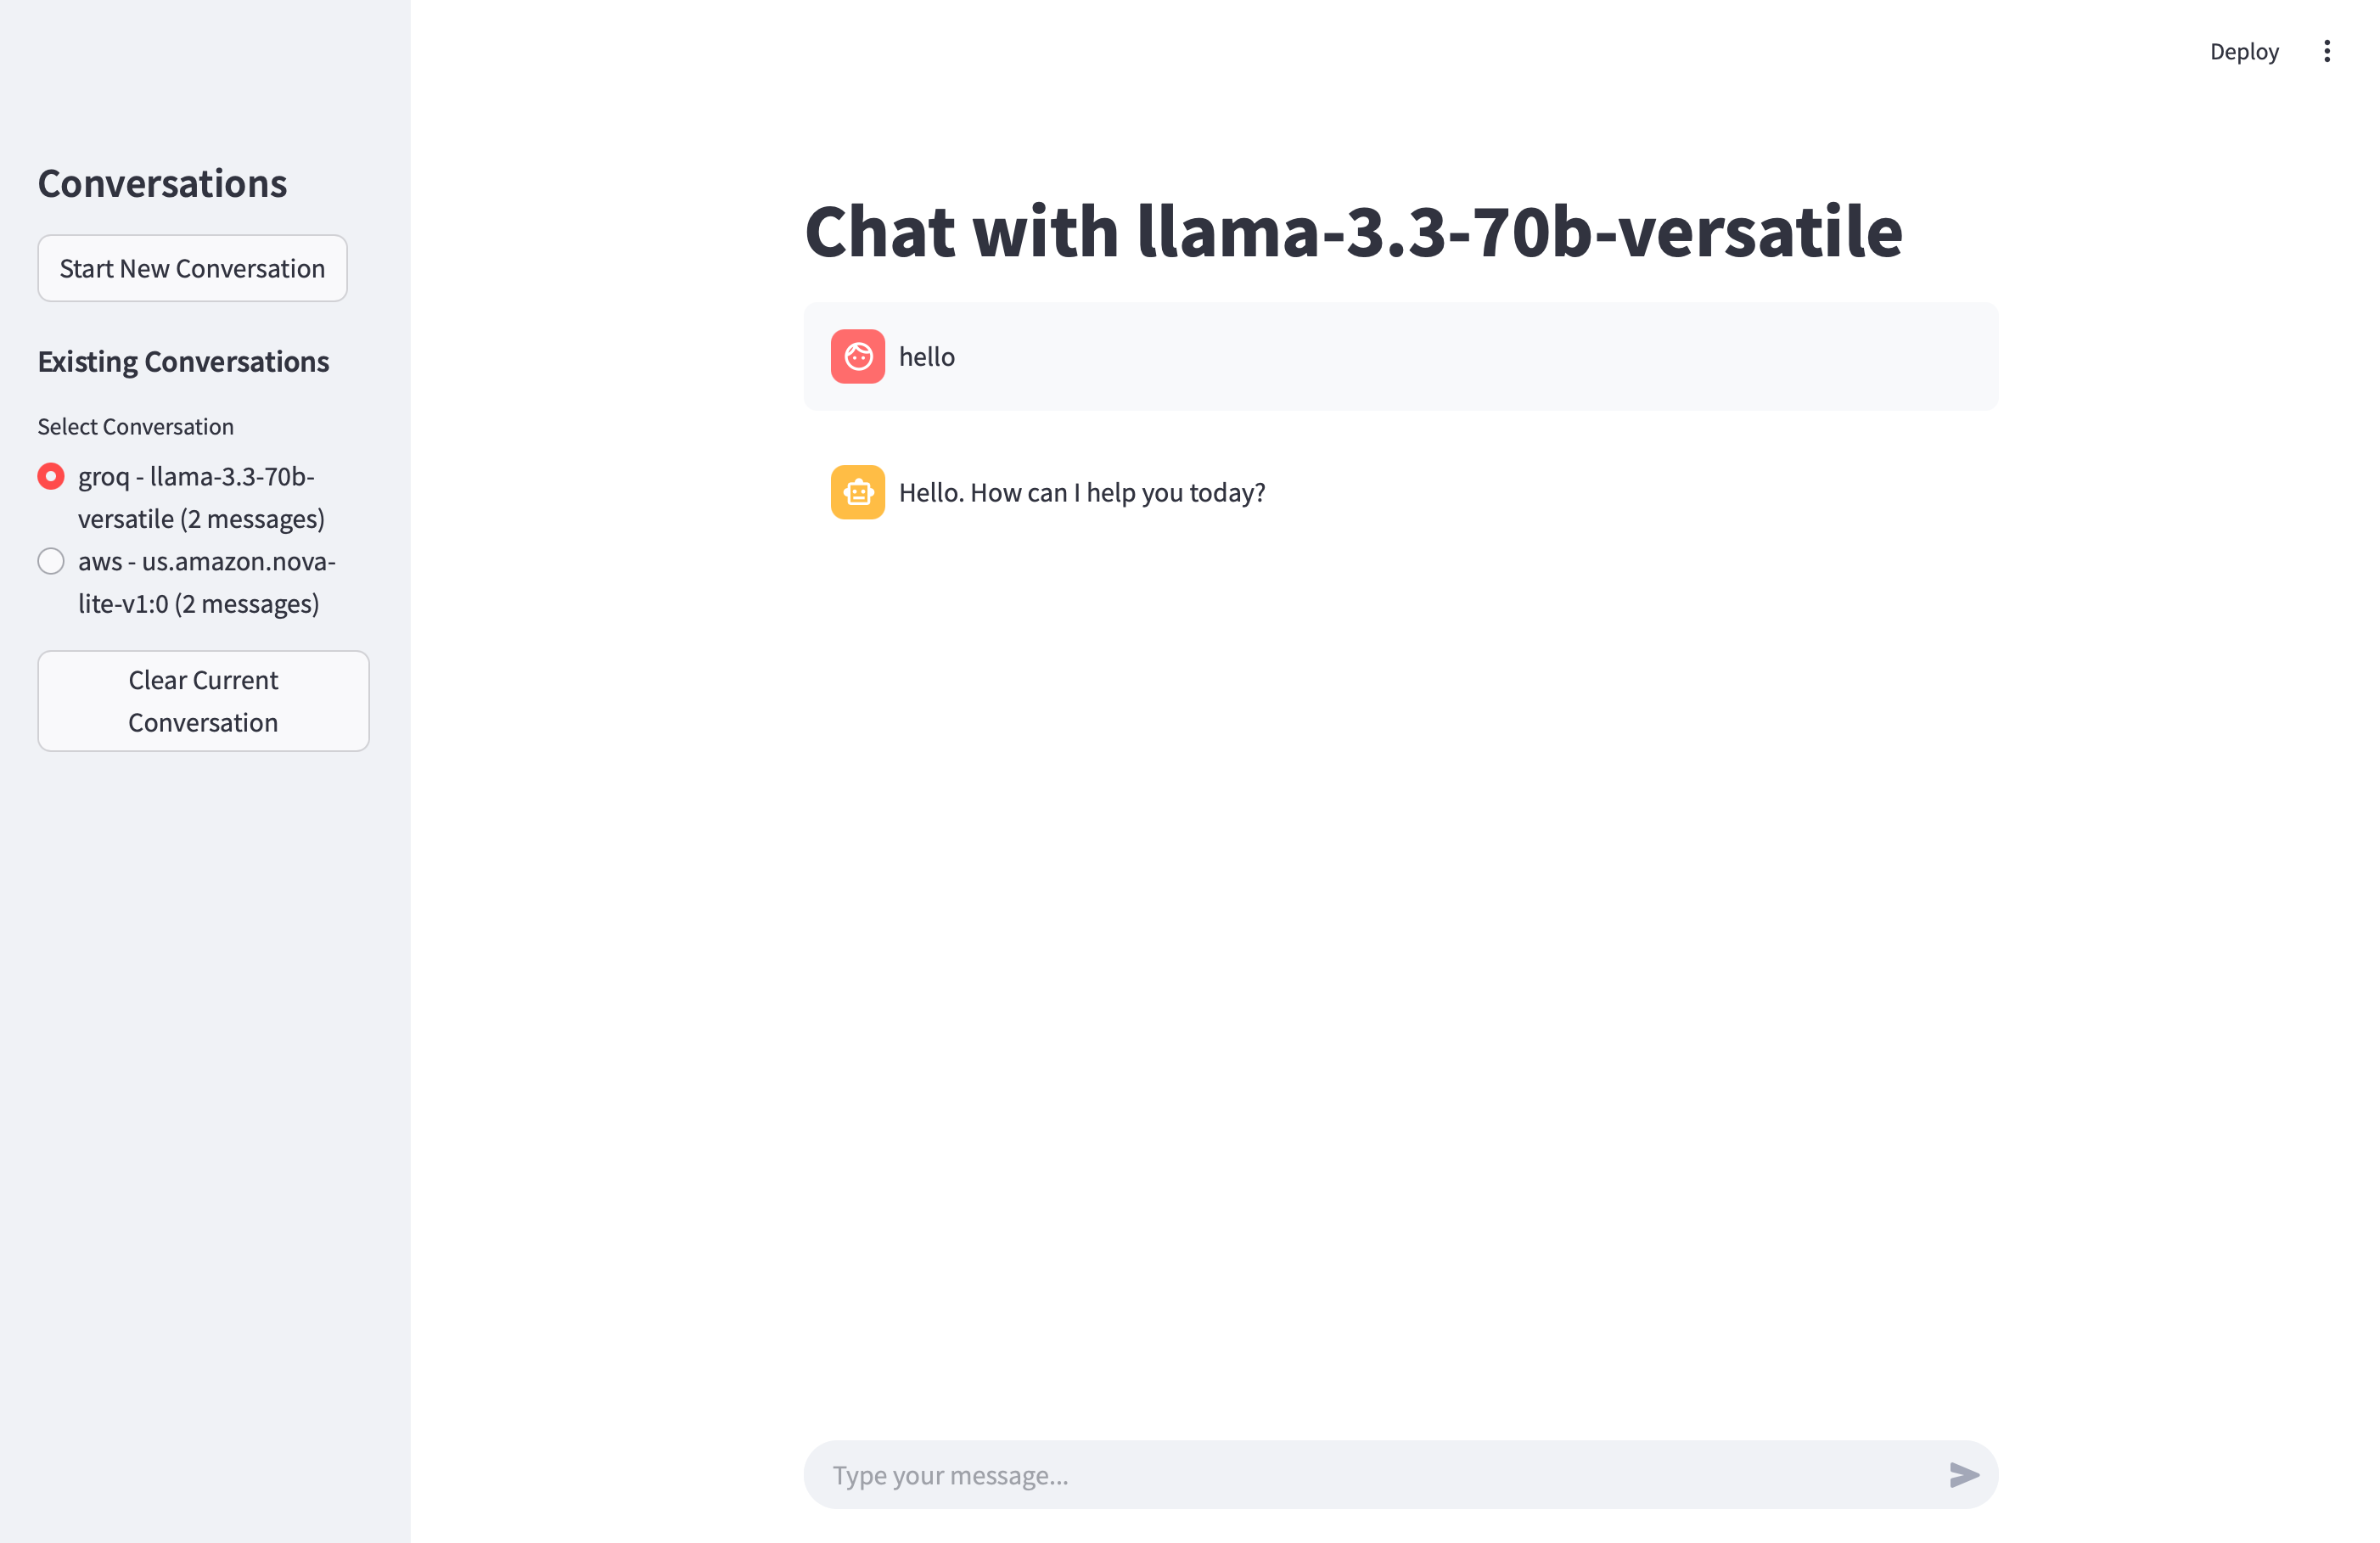 Deploy
Conversations
Start New Conversation
Existing Conversations
Select Conversation
groq - llama-3.3-70b-
versatile (2 messages)
aws - us.amazon.nova-
lite-v1:0 (2 messages)
Clear Current
Conversation
Chat with llama-3.3-70b-versatile
hello
Hello. How can I help you today?
Type your message...